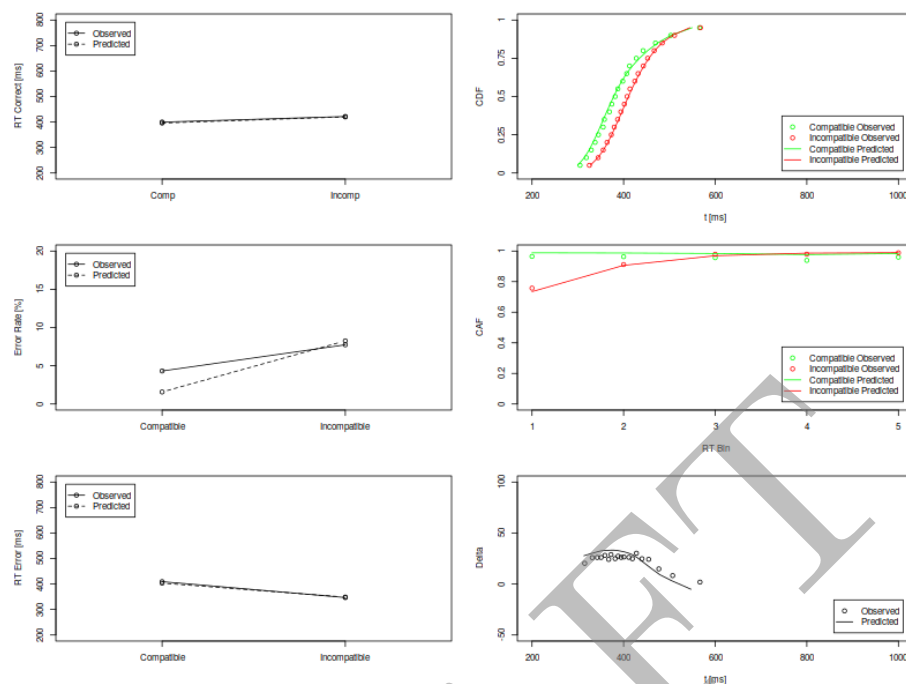 800
700
600
500
400
300
200
RT Correct [ms]
Observed
Predicted
Comp
Incomp
1
0.75
0.5
0.25
0
CDF
Compatible Observed
Incompatible Observed
Compatible Predicted
Incompatible Predicted
200
400
600
800
1000
t [ms]
20
15
10
5
0
Error Rate [%]
Observed
Predicted
Compatible
Incompatible
1
0.8
0.6
0.4
0.2
0
CAF
Compatible Observed
Incompatible Observed
Compatible Predicted
Incompatible Predicted
1
2
3
4
5
RT Bin
800
700
600
500
400
300
200
RT Error [ms]
Observed
Predicted
Compatible
Incompatible
100
50
0
-50
Delta
Observed
Predicted
200
400
600
800
1000
t [ms]
FT